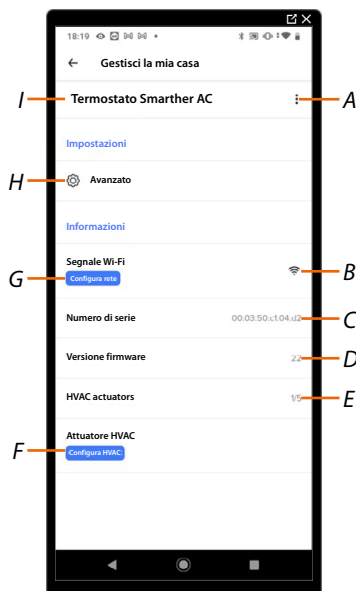 18:19
Gestisci la mia casa
I Termostato Smarther AC A
Impostazioni
H Avanzato
Informazioni
Segnale Wi-Fi B
G Configura rete
Numero di serie 00:03:50:c1:04:d2 C
Versione firmware 22 D
HVAC actuators 1/5 E
Attuatore HVAC
F Configura HVAC